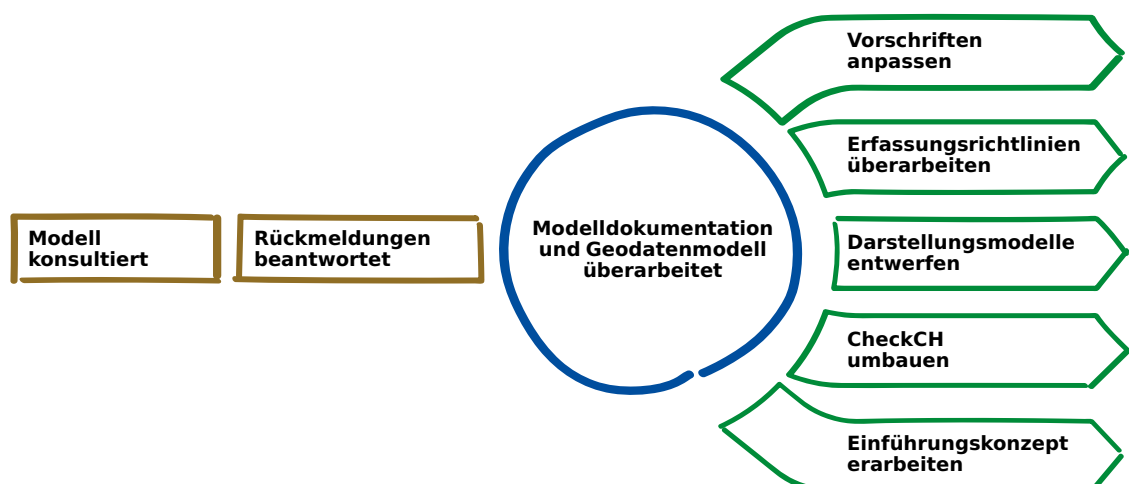 Modell
konsultiert
Rückmeldungen
beantwortet
Modelldokumentation
und Geodatenmodell
überarbeitet
Vorschriften
anpassen
Erfassungsrichtlinien
überarbeiten
Darstellungsmodelle
entwerfen
CheckCH
umbauen
Einführungskonzept
erarbeiten